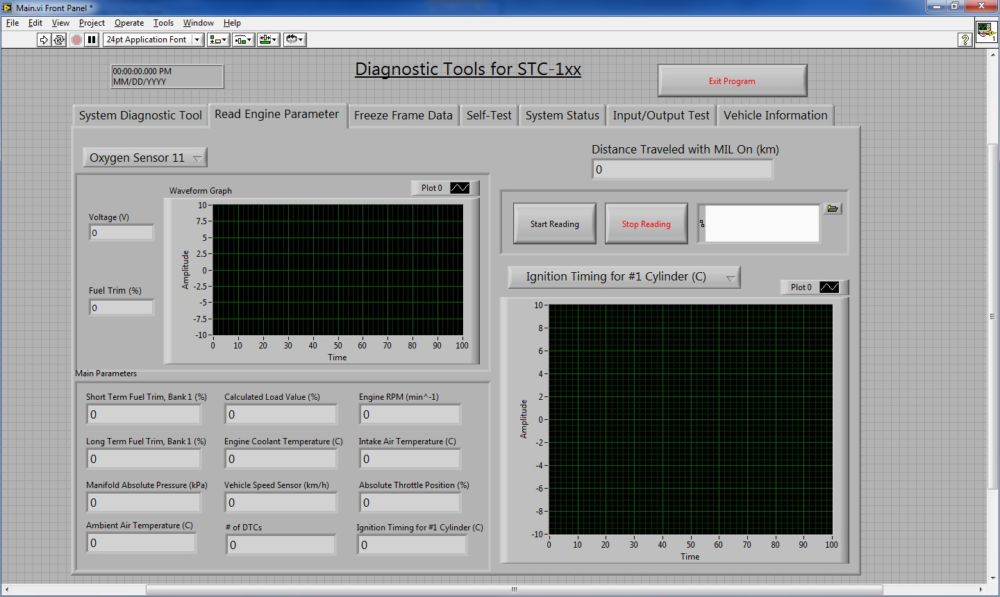 Main.vi Front Panel *
File Edit View Project Operate Tools Window Help
24pt Application Font
?
1
00:00:00.000 PM
MM/DD/YYYY
Diagnostic Tools for STC-1xx
Exit Program
System Diagnostic Tool Read Engine Parameter Freeze Frame Data Self-Test System Status Input/Output Test Vehicle Information
Oxygen Sensor 11
Waveform Graph
Plot 0
Voltage (V)
0
Fuel Trim (%)
0
Amplitude
10
7.5
5
2.5
0
-2.5
-5
-7.5
-10
0 10 20 30 40 50 60 70 80 90 100
Time
Distance Traveled with MIL On (km)
0
Start Reading
Stop Reading
Ignition Timing for #1 Cylinder (C)
Plot 0
Amplitude
10
8
6
4
2
0
-2
-4
-6
-8
-10
0 10 20 30 40 50 60 70 80 90 100
Time
Main Parameters
Short Term Fuel Trim, Bank 1 (%) Calculated Load Value (%) Engine RPM (min^-1)
0 0 0
Long Term Fuel Trim, Bank 1 (%) Engine Coolant Temperature (C) Intake Air Temperature (C)
0 0 0
Manifold Absolute Pressure (kPa) Vehicle Speed Sensor (km/h) Absolute Throttle Position (%)
0 0 0
Ambient Air Temperature (C) # of DTCs Ignition Timing for #1 Cylinder (C)
0 0 0